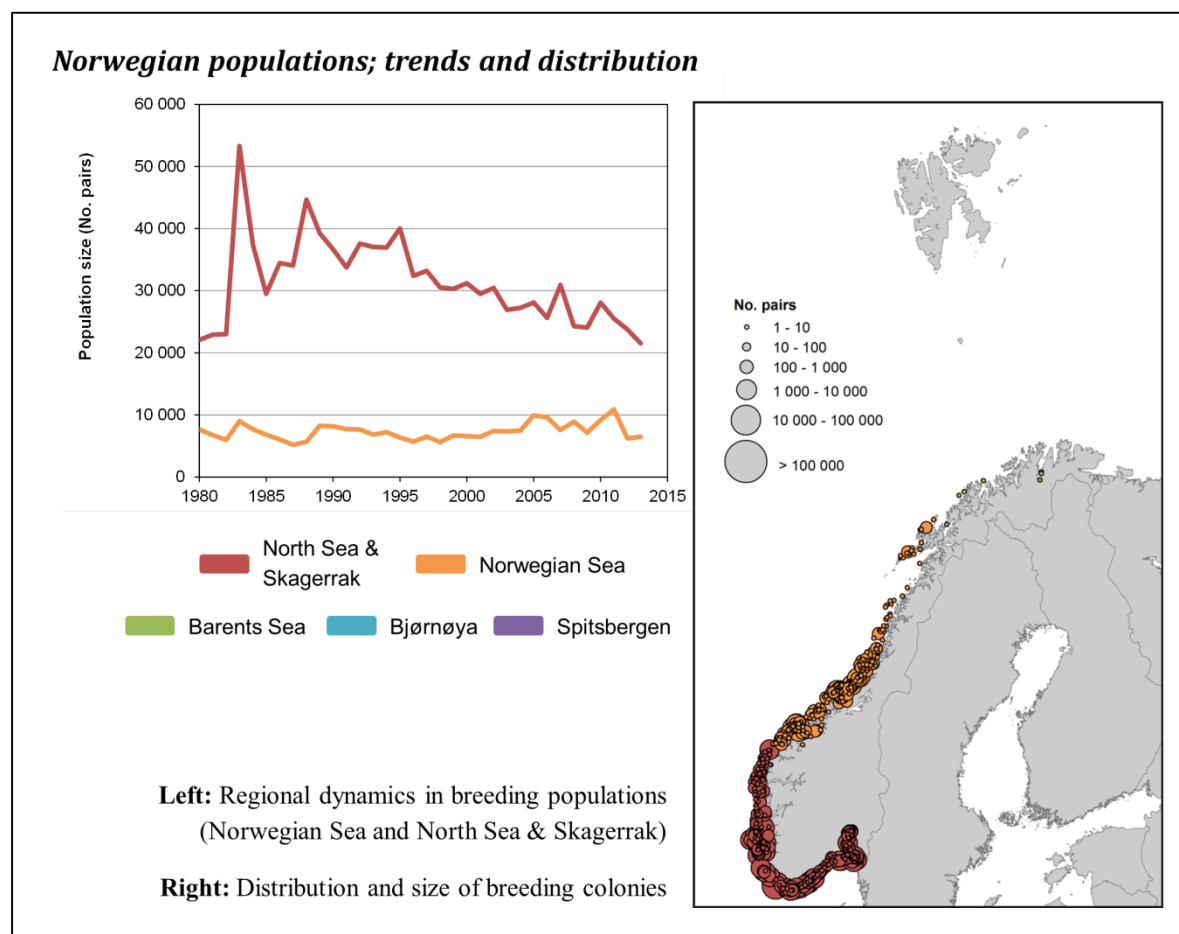 Norwegian populations; trends and distribution
Population size (No. pairs)
60 000
50 000
40 000
30 000
20 000
10 000
0
1980 1985 1990 1995 2000 2005 2010 2015
North Sea &
Skagerrak
Norwegian Sea
Barents Sea
Bjørnøya
Spitsbergen
Left: Regional dynamics in breeding populations
(Norwegian Sea and North Sea & Skagerrak)
Right: Distribution and size of breeding colonies
No. pairs
1 - 10
10 - 100
100 - 1 000
1 000 - 10 000
10 000 - 100 000
> 100 000